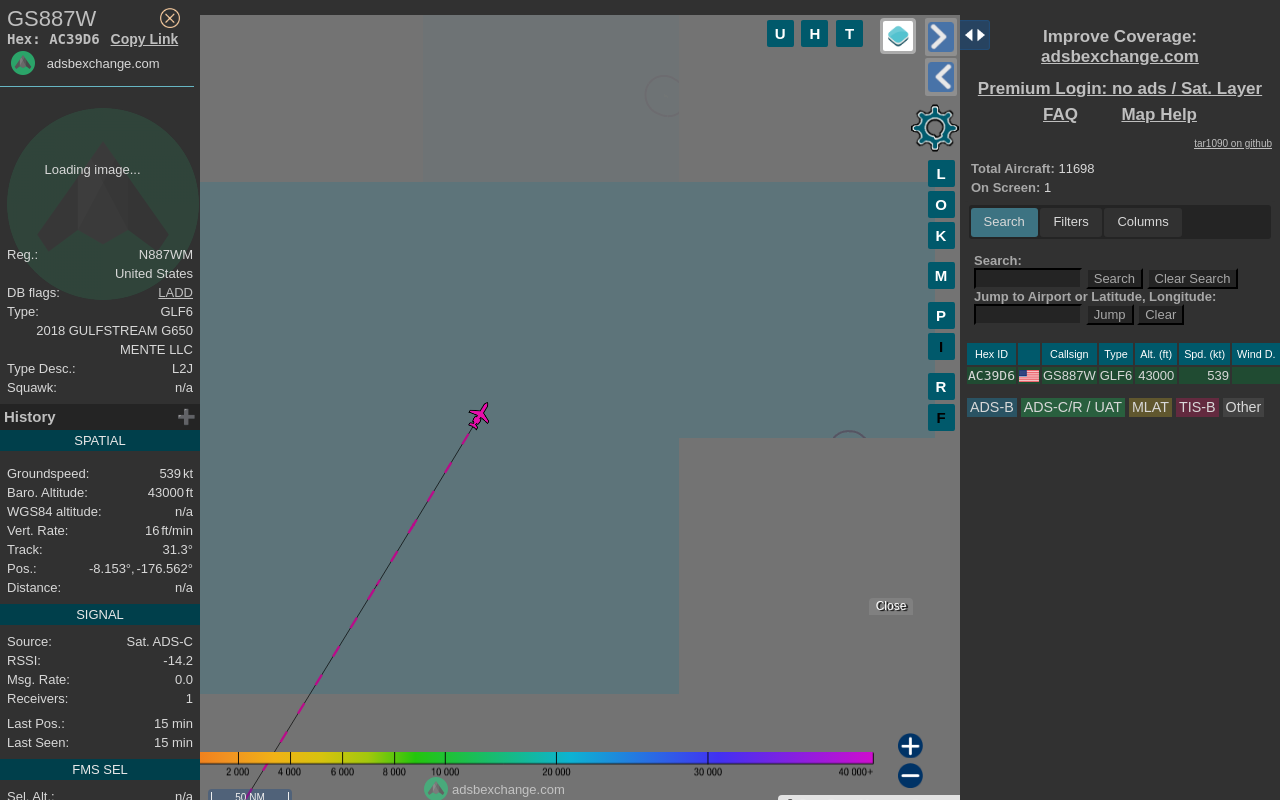 GS887W
Hex: AC39D6 Copy Link
adsbexchange.com
Loading image...
Reg.: N887WM
United States
DB flags: LADD
Type: GLF6
2018 GULFSTREAM G650
MENTE LLC
Type Desc.: L2J
Squawk: n/a
History
SPATIAL
Groundspeed: 539 kt
Baro. Altitude: 43000 ft
WGS84 altitude: n/a
Vert. Rate: 16 ft/min
Track: 31.3°
Pos.: -8.153°, -176.562°
Distance: n/a
SIGNAL
Source: Sat. ADS-C
RSSI: -14.2
Msg. Rate: 0.0
Receivers: 1
Last Pos.: 15 min
Last Seen: 15 min
FMS SEL
Sel. Alt.: n/a
U H T
L
O
K
M
P
I
R
F
Close
2 000 4 000 6 000 8 000 10 000 20 000 30 000 40 000+
50 NM
adsbexchange.com
Improve Coverage:
adsbexchange.com
Premium Login: no ads / Sat. Layer
FAQ Map Help
tar1090 on github
Total Aircraft: 11698
On Screen: 1
Search Filters Columns
Search:
Search Clear Search
Jump to Airport or Latitude, Longitude:
Jump Clear
Hex ID Callsign Type Alt. (ft) Spd. (kt) Wind D.
AC39D6 GS887W GLF6 43000 539
ADS-B ADS-C/R / UAT MLAT TIS-B Other